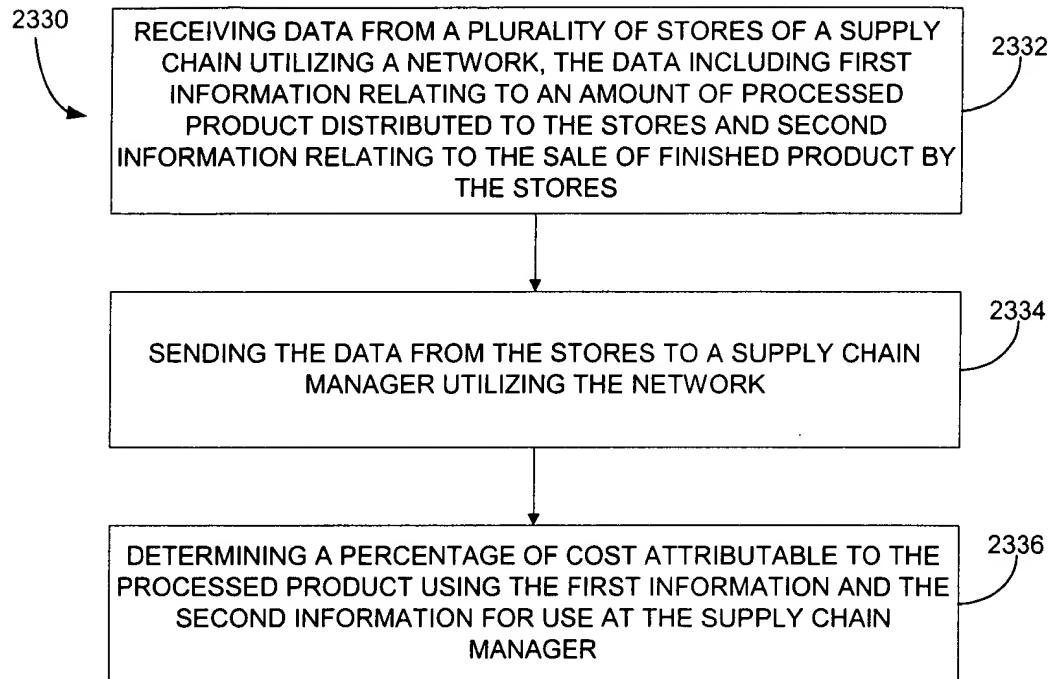 2330
RECEIVING DATA FROM A PLURALITY OF STORES OF A SUPPLY
CHAIN UTILIZING A NETWORK, THE DATA INCLUDING FIRST
INFORMATION RELATING TO AN AMOUNT OF PROCESSED
PRODUCT DISTRIBUTED TO THE STORES AND SECOND
INFORMATION RELATING TO THE SALE OF FINISHED PRODUCT BY
THE STORES
2332
SENDING THE DATA FROM THE STORES TO A SUPPLY CHAIN
MANAGER UTILIZING THE NETWORK
2334
DETERMINING A PERCENTAGE OF COST ATTRIBUTABLE TO THE
PROCESSED PRODUCT USING THE FIRST INFORMATION AND THE
SECOND INFORMATION FOR USE AT THE SUPPLY CHAIN
MANAGER
2336